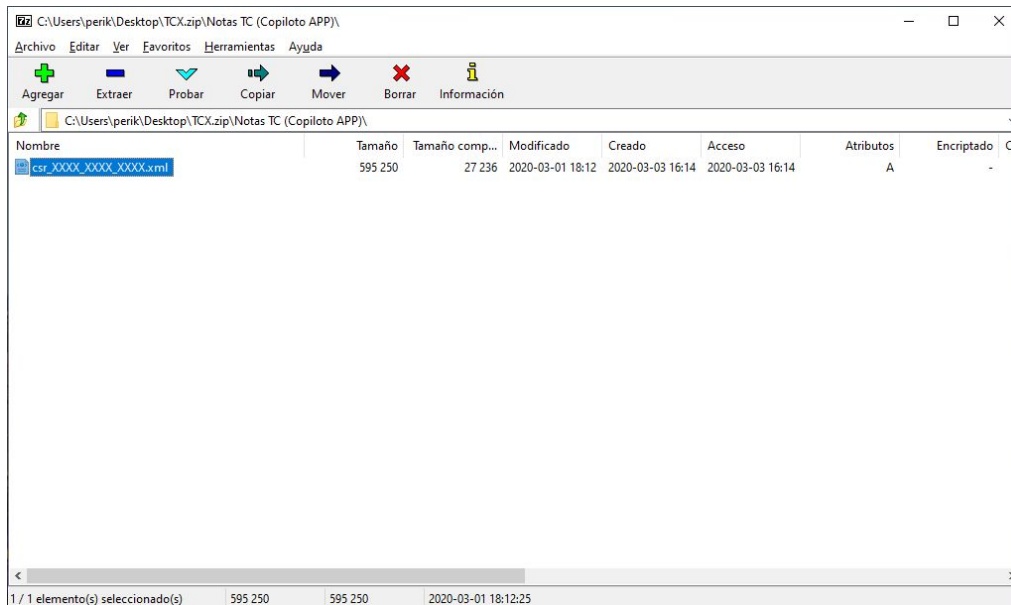 C:\Users\perik\Desktop\TCX.zip\Notas TC (Copiloto APP)\
Archivo Editar Ver Favoritos Herramientas Ayuda
Agregar Extraer Probar Copiar Mover Borrar Información
C:\Users\perik\Desktop\TCX.zip\Notas TC (Copiloto APP)\
Nombre Tamaño Tamaño comp... Modificado Creado Acceso Atributos Encriptado C
csr_XXXX_XXXX_XXXX.xml 595 250 27 236 2020-03-01 18:12 2020-03-03 16:14 2020-03-03 16:14 A -
1 / 1 elemento(s) seleccionado(s) 595 250 595 250 2020-03-01 18:12:25